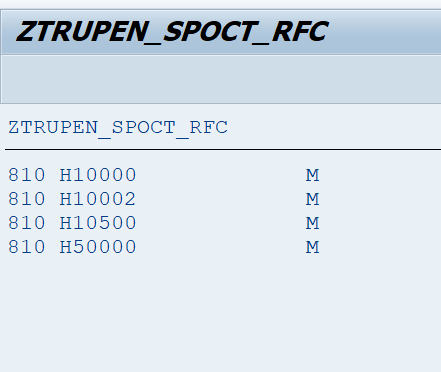 ZTRUPEN_SPOCT_RFC
ZTRUPEN_SPOCT_RFC
810 H10000 M
810 H10002 M
810 H10500 M
810 H50000 M